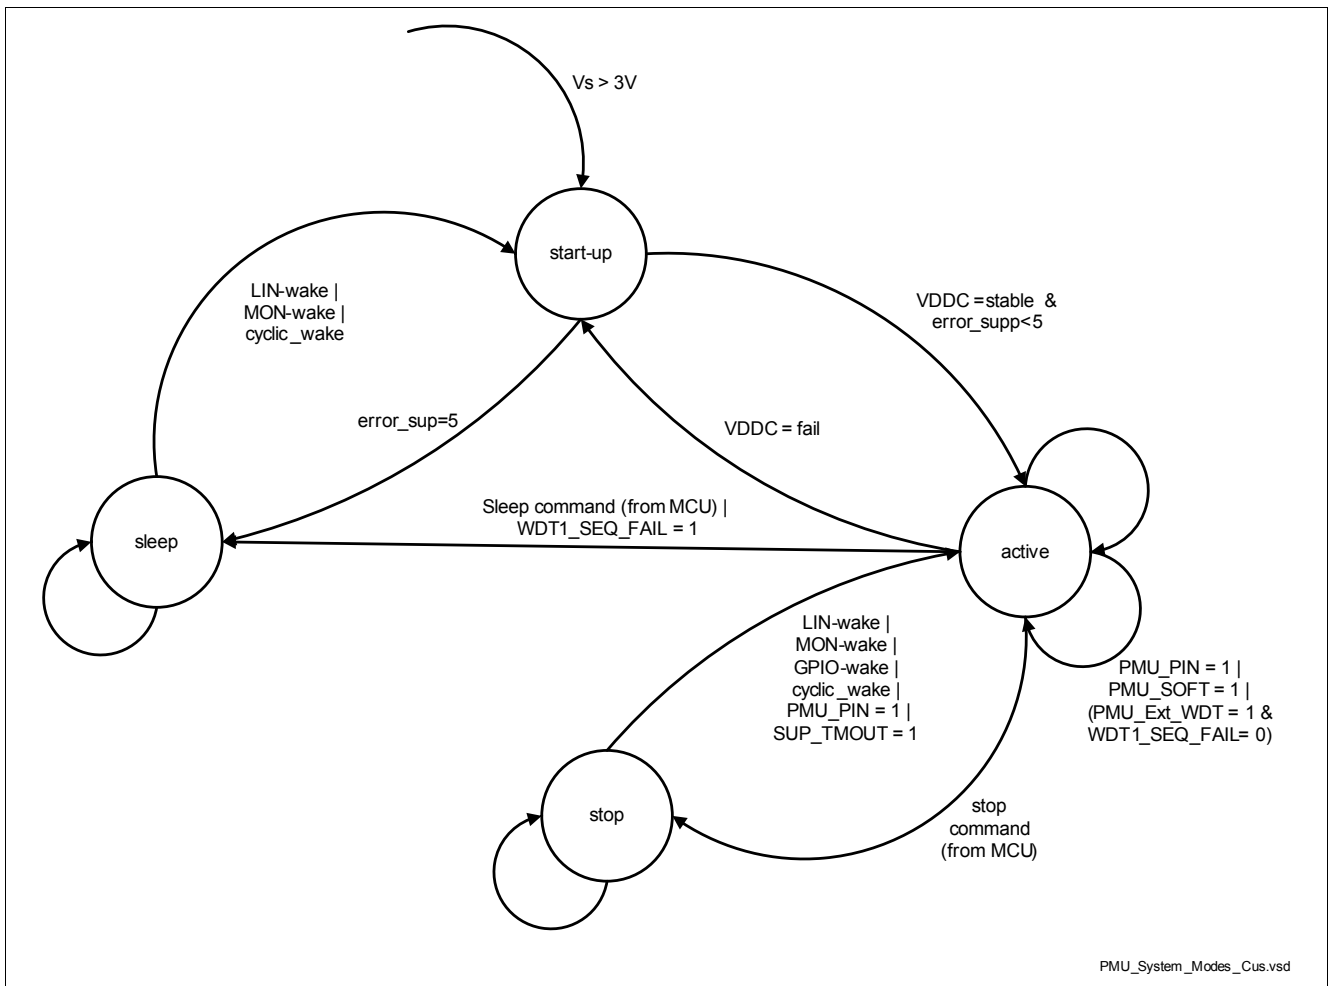 Vs > 3V
start-up
LIN-wake |
MON-wake |
cyclic_wake
VDDC =stable &
error_supp<5
error_sup=5
VDDC = fail
Sleep command (from MCU) |
WDT1_SEQ_FAIL = 1
sleep
active
LIN-wake |
MON-wake |
GPIO-wake |
cyclic_wake |
PMU_PIN = 1 |
SUP_TMOUT = 1
PMU_PIN = 1 |
PMU_SOFT = 1 |
(PMU_Ext_WDT = 1 &
WDT1_SEQ_FAIL= 0)
stop
stop
command
(from MCU)
PMU_System_Modes_Cus.vsd